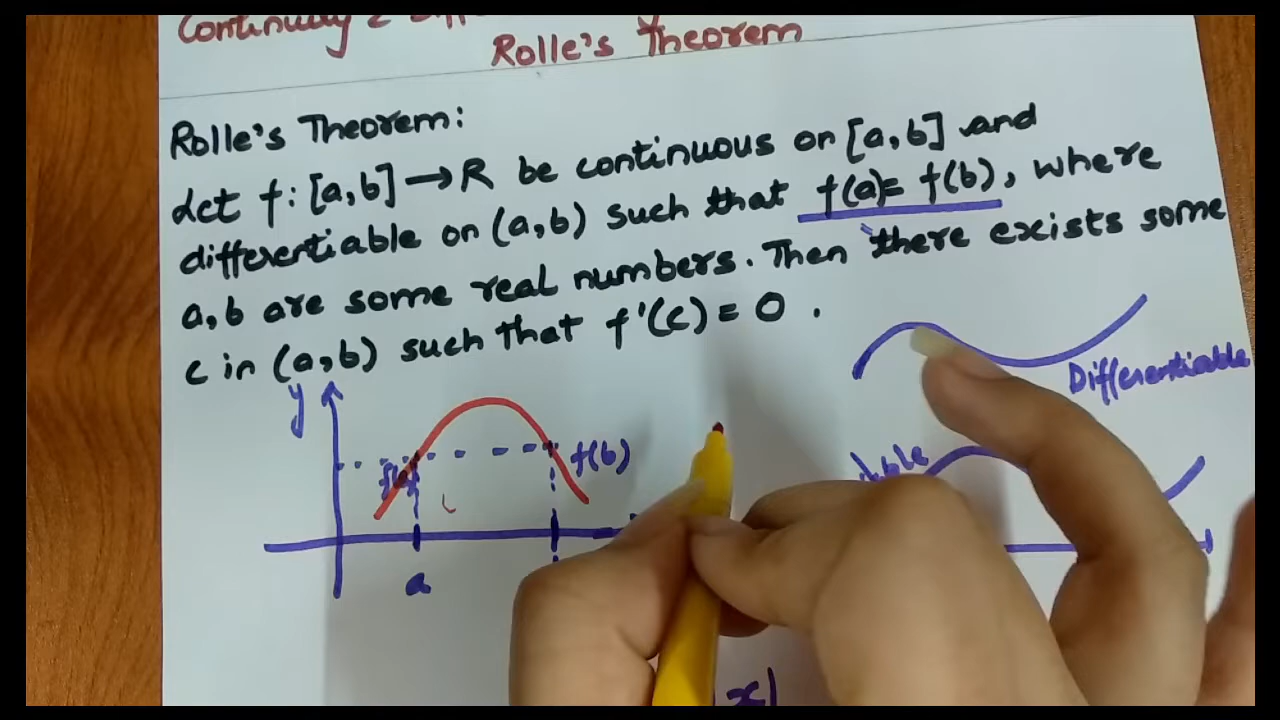 Continuity &
Rolle's Theorem
Rolle's Theorem:
Let f: [a,b] → R be continuous on [a,b] and
differentiable on (a,b) such that f(a)= f(b), where
a,b are some real numbers. Then there exists some
c in (a,b) such that f'(c) = 0 .
y
Differentiable
f(b)
a
x)